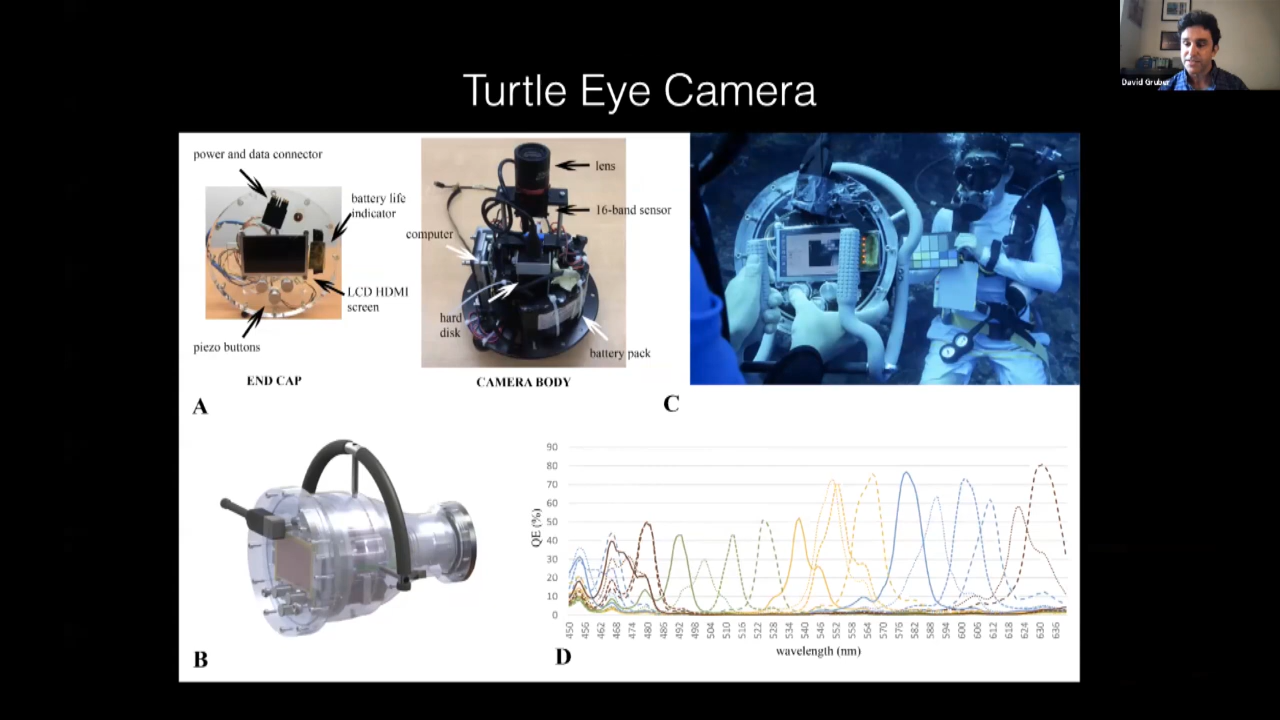 Turtle Eye Camera
David Gruber
power and data connector
battery life
indicator
LCD HDMI
screen
piezo buttons
END CAP
lens
16-band sensor
computer
hard
disk
battery pack
CAMERA BODY
A
C
B
QE (%)
90
80
70
60
50
40
30
20
10
0
450 456 462 468 474 480 486 492 498 504 510 516 522 528 534 540 546 552 558 564 570 576 582 588 594 600 606 612 618 624 630 636
wavelength (nm)
D